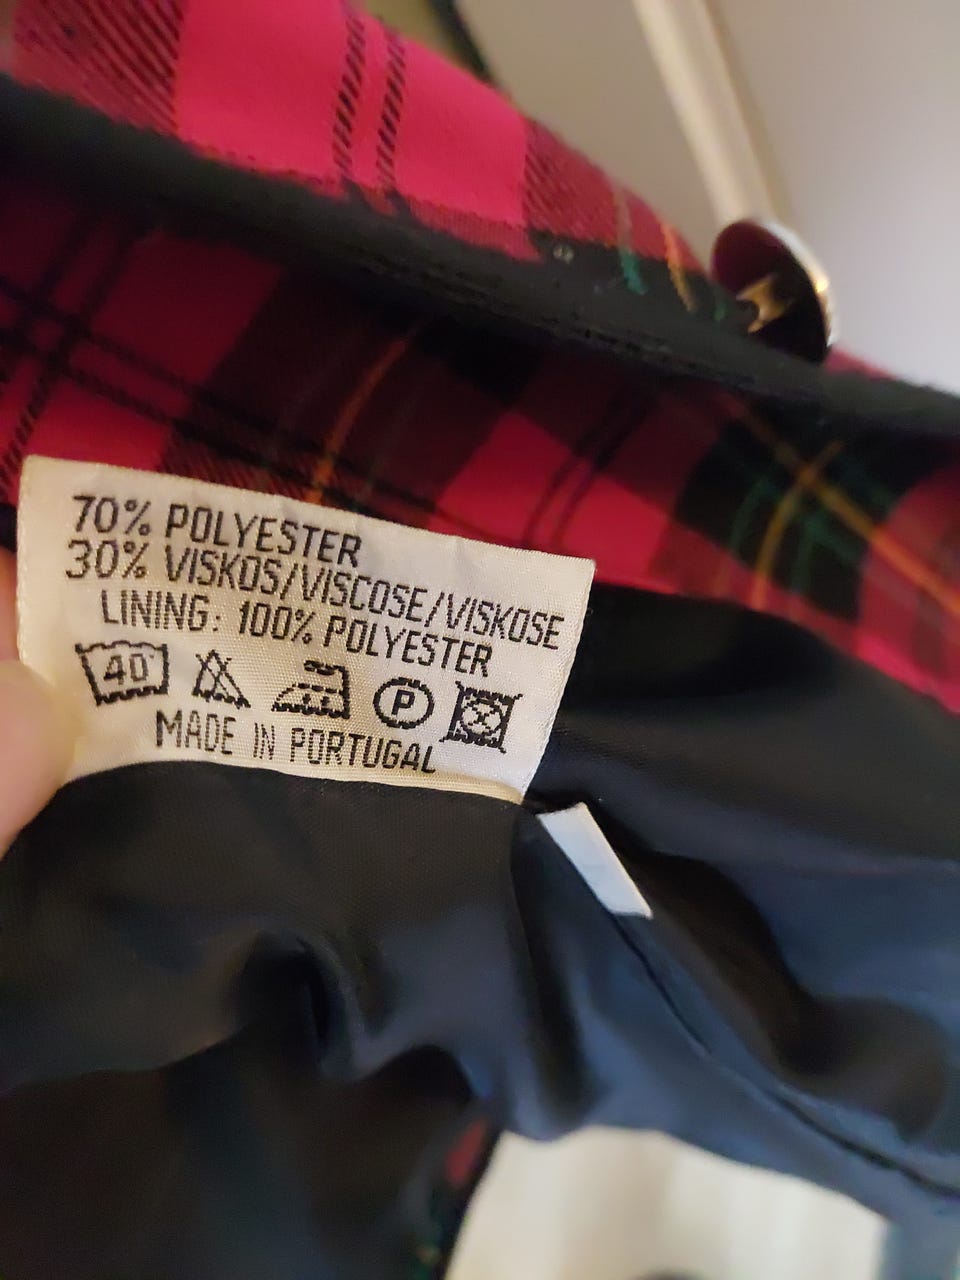 70% POLYESTER
30% VISKOS/VISCOSE/VISKOSE
LINING: 100% POLYESTER
40 P
MADE IN PORTUGAL